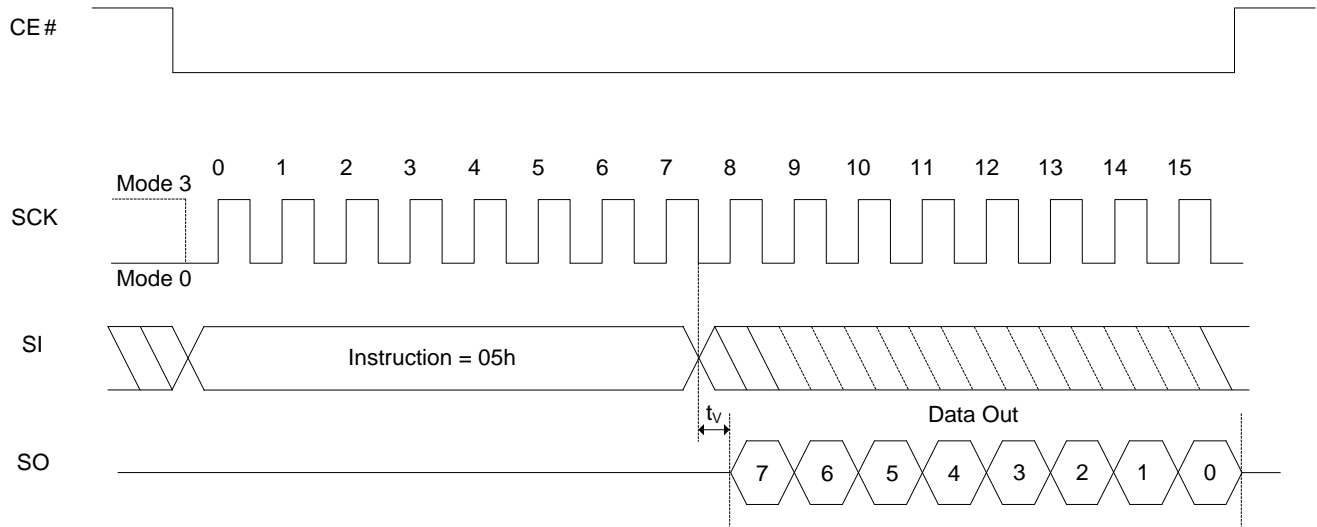 CE#
0 1 2 3 4 5 6 7 8 9 10 11 12 13 14 15
Mode 3
SCK
Mode 0
SI
Instruction = 05h
tV
Data Out
SO
7 6 5 4 3 2 1 0